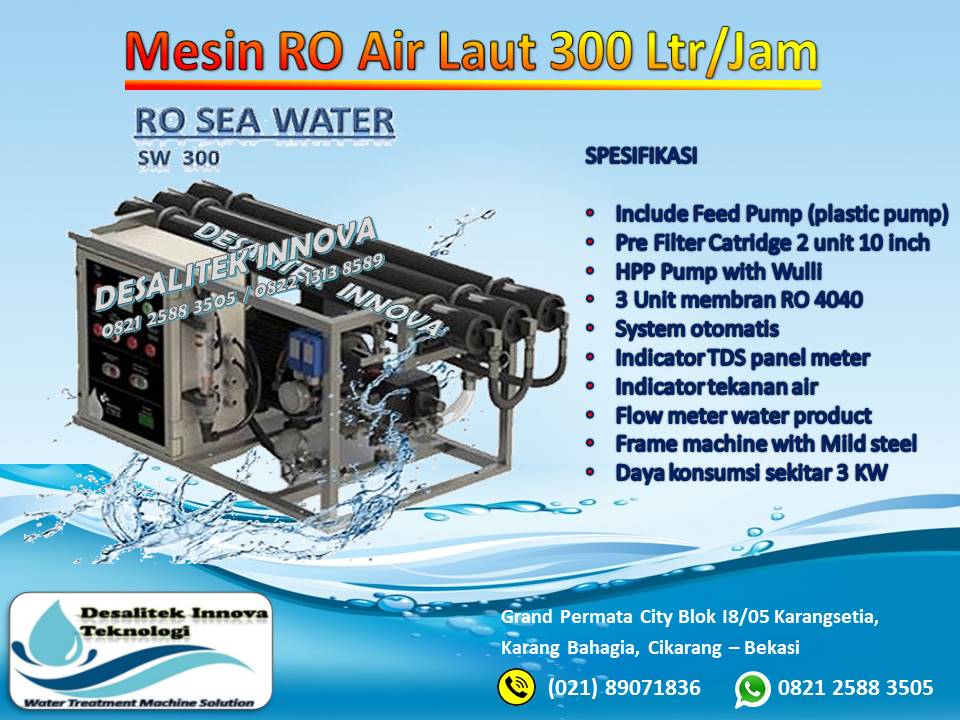 Mesin RO Air Laut 300 Ltr/Jam
RO SEA WATER
SW 300
DESALITEK INNOVA
DESALITEK INNOVA
0821 2588 3505 / 0822 1313 8589
SPESIFIKASI
• Include Feed Pump (plastic pump)
• Pre Filter Catridge 2 unit 10 inch
• HPP Pump with Wulli
• 3 Unit membran RO 4040
• System otomatis
• Indicator TDS panel meter
• Indicator tekanan air
• Flow meter water product
• Frame machine with Mild steel
• Daya konsumsi sekitar 3 KW
Desalitek Innova
Teknologi
Water Treatment Machine Solution
Grand Permata City Blok I8/05 Karangsetia,
Karang Bahagia, Cikarang – Bekasi
(021) 89071836
0821 2588 3505